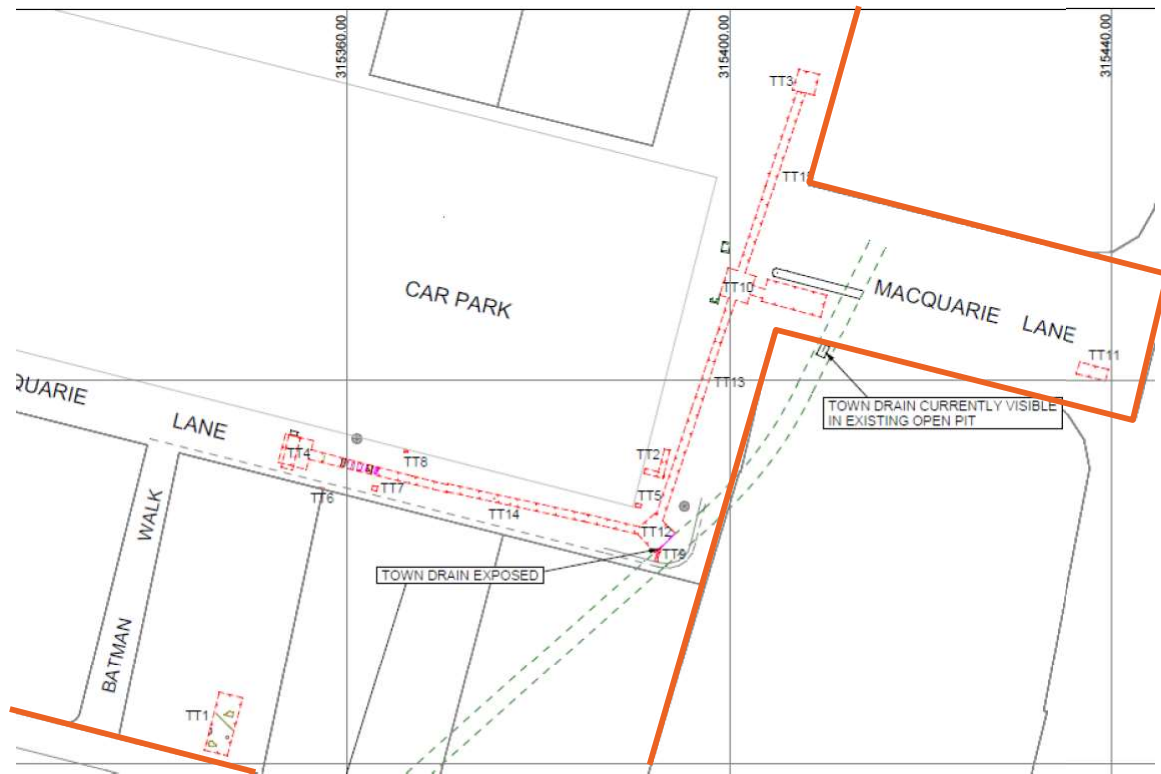 315360.00
315400.00
315440.00
TT3
TT15
CAR PARK
TT10
MACQUARIE LANE
TT11
TT13
TOWN DRAIN CURRENTLY VISIBLE
IN EXISTING OPEN PIT
QUARIE
LANE
TT4
TT8
TT2
TT7
TT6
TT5
TT14
TT12
TT9
TOWN DRAIN EXPOSED
BATMAN WALK
TT1